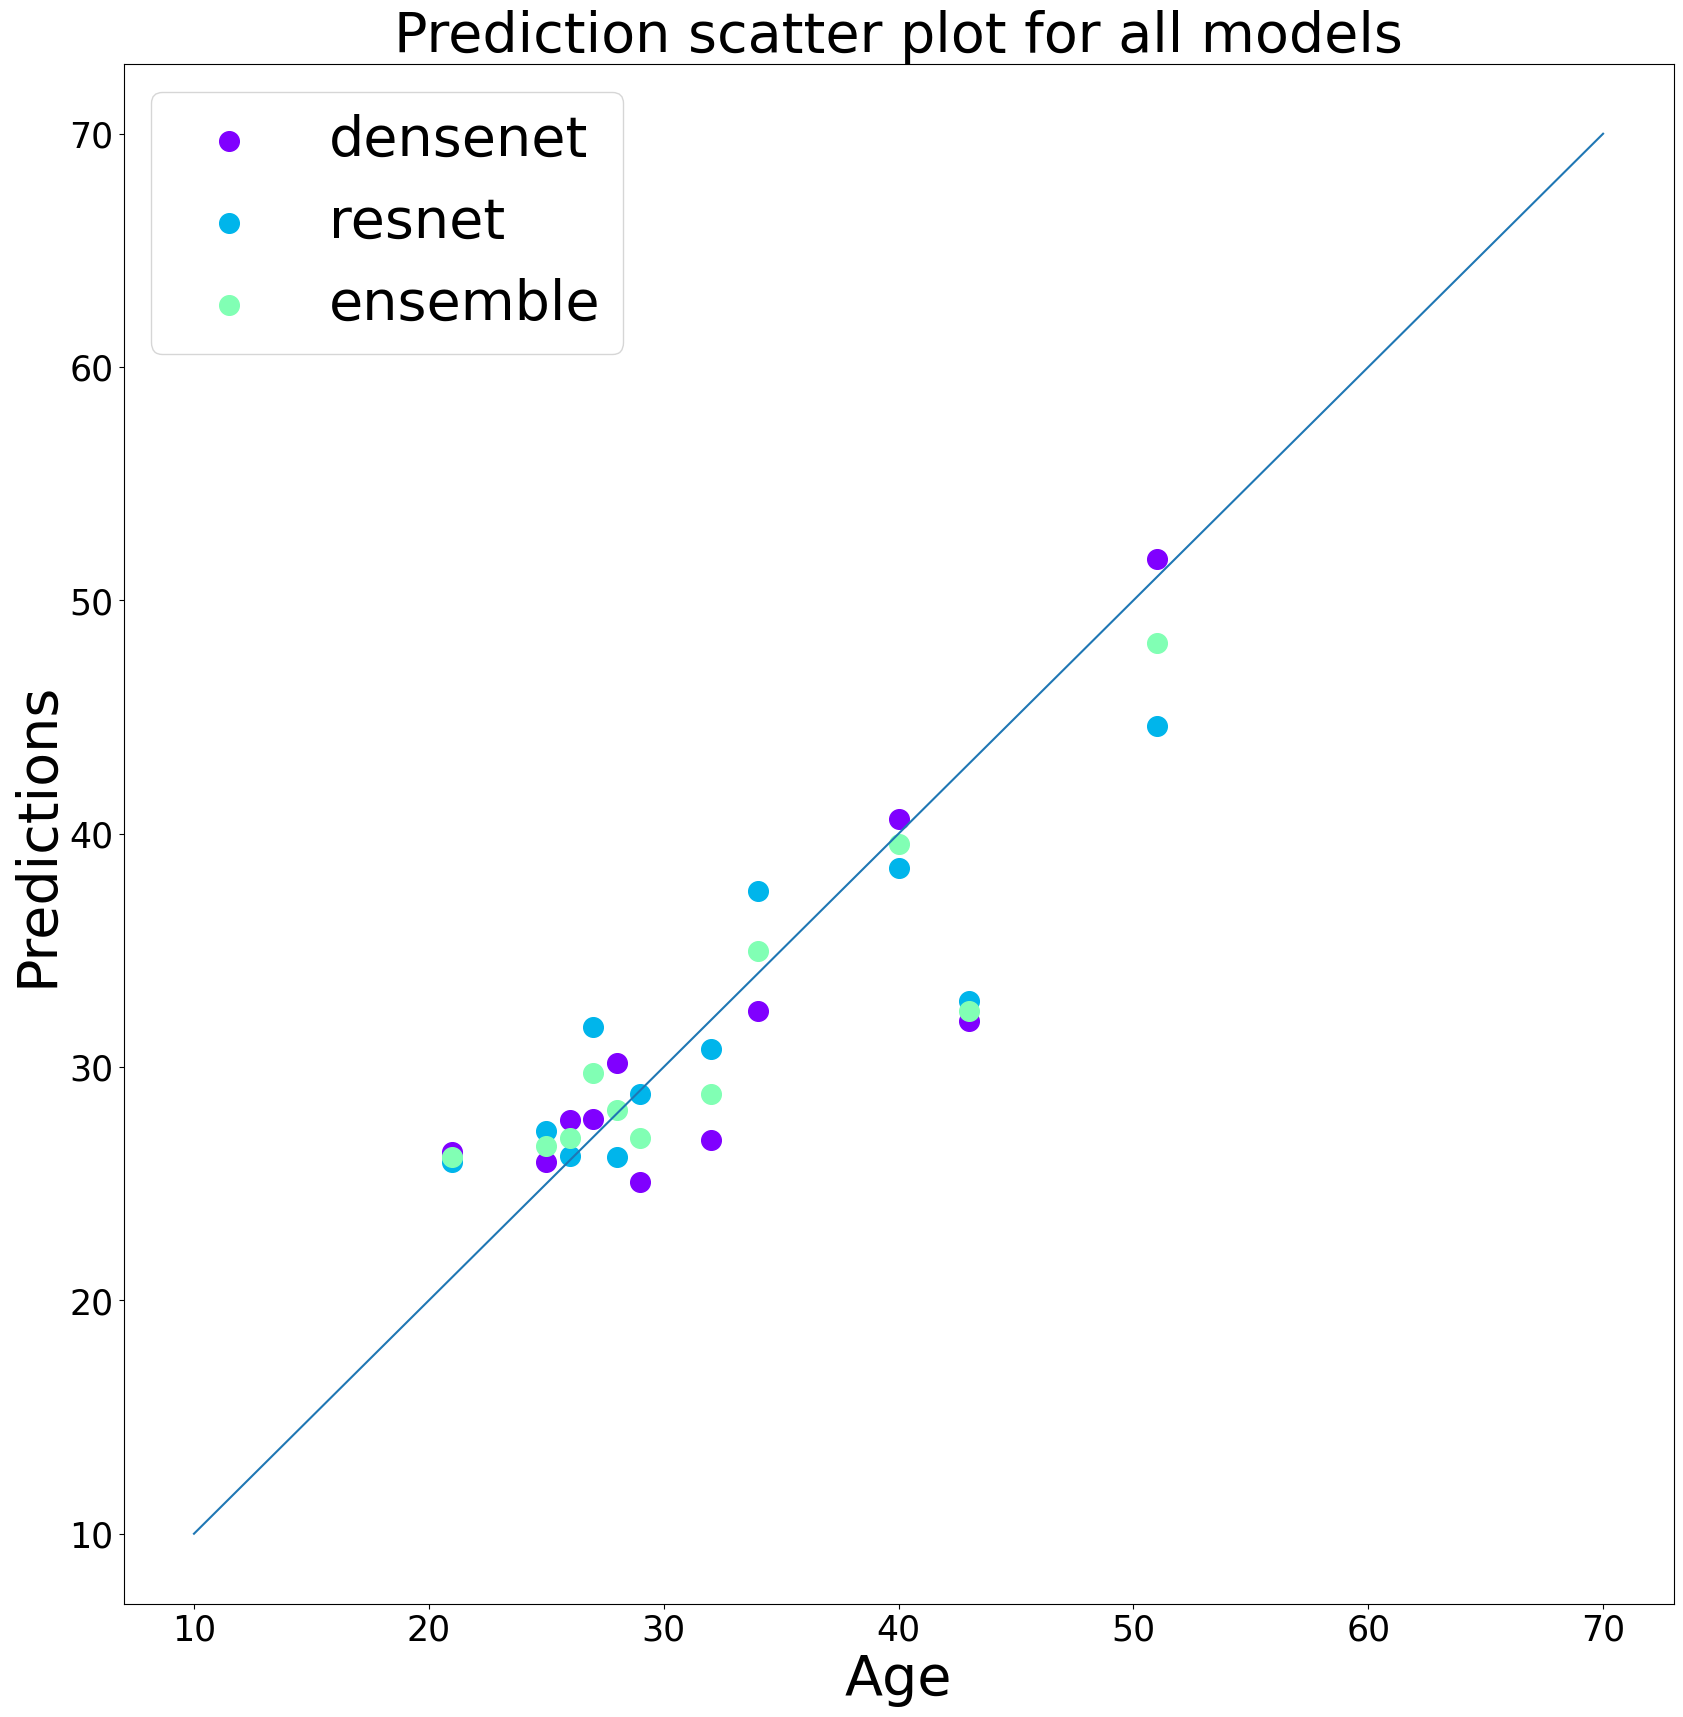 Prediction scatter plot for all models
densenet
resnet
ensemble
70
60
50
40
30
20
10
Predictions
10 20 30 40 50 60 70
Age